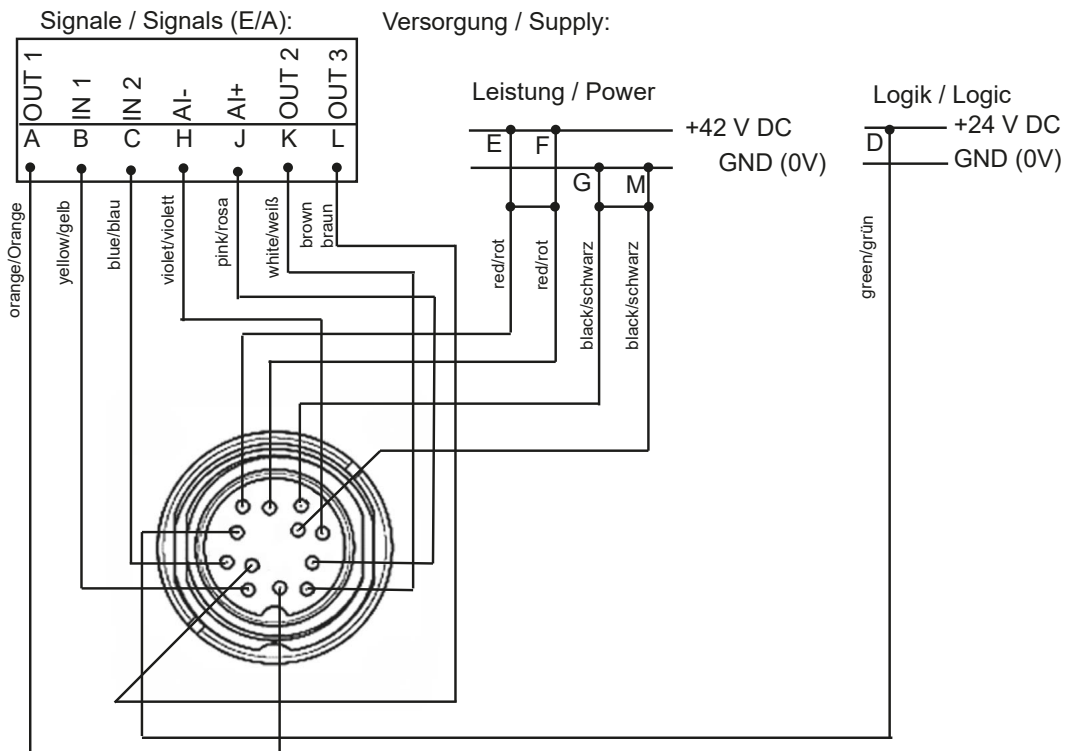 Signale / Signals (E/A):
Versorgung / Supply:
OUT 1
IN 1
IN 2
AI-
AI+
OUT 2
OUT 3
A
B
C
H
J
K
L
orange/Orange
yellow/gelb
blue/blau
violet/violett
pink/rosa
white/weiß
brown
braun
Leistung / Power
+42 V DC
GND (0V)
E
F
G
M
red/rot
red/rot
black/schwarz
black/schwarz
Logik / Logic
+24 V DC
GND (0V)
D
green/grün